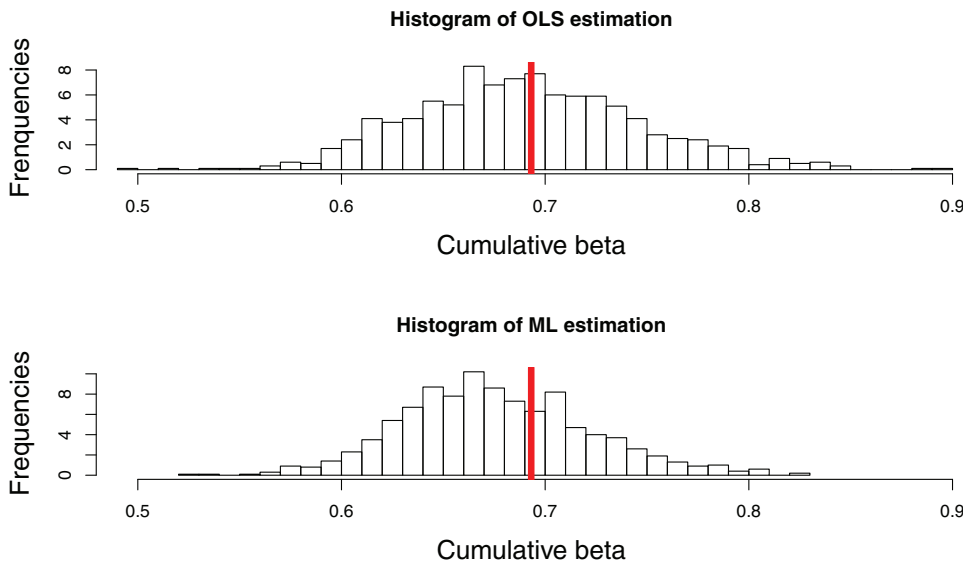 Histogram of OLS estimation
Frenquencies
8
6
4
2
0
0.5 0.6 0.7 0.8 0.9
Cumulative beta
Histogram of ML estimation
Frequencies
8
4
0
0.5 0.6 0.7 0.8 0.9
Cumulative beta